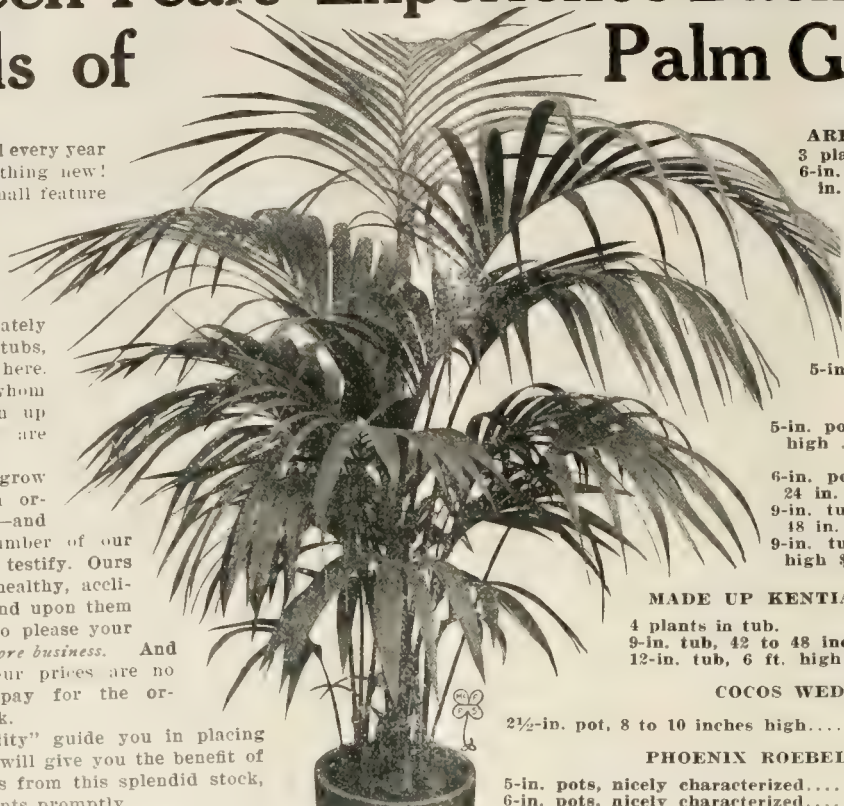 ls of
Palm G
l every year
thing new!
mall feature
ately
tubs,
here.
whom
n up
are
grow
n or-
—and
umber of our
testify. Ours
healthy, accli-
nd upon them
o please your
ore business. And
ur prices are no
pay for the or-
k.
lity" guide you in placing
will give you the benefit of
s from this splendid stock,
nts promptly
ARE
3 pla
6-in.
in.
5-in
5-in. po
high .
6-in. po
24 in.
9-in. tu
48 in.
9-in. tu
high $
MADE UP KENTIA
4 plants in tub.
9-in. tub, 42 to 48 inc
12-in. tub, 6 ft. high
COCOS WED
2½-in. pot, 8 to 10 inches high....
PHOENIX ROEBEL
5-in. pots, nicely characterized....
6-in. pots, nicely characterized....